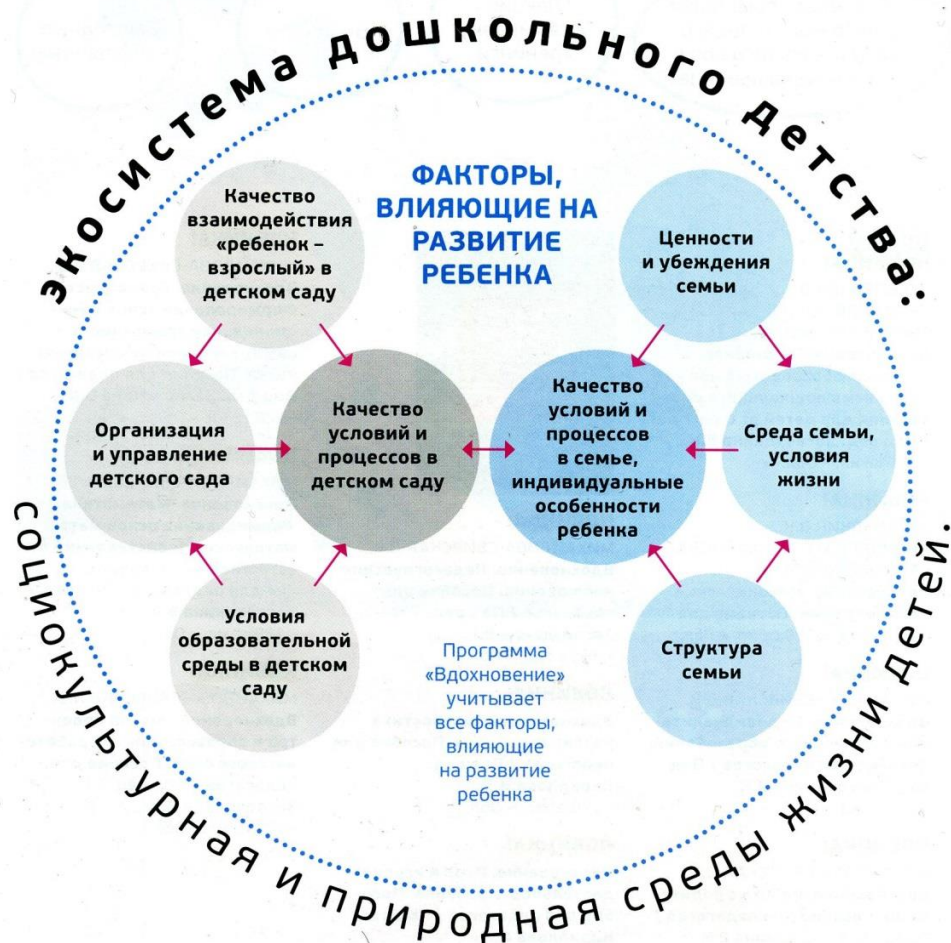 экосистема дошкольного детства:
ФАКТОРЫ,
ВЛИЯЮЩИЕ НА
РАЗВИТИЕ
РЕБЕНКА
Качество
взаимодействия
«ребенок –
взрослый» в
детском саду
Ценности
и убеждения
семьи
Организация
и управление
детского сада
Качество
условий и
процессов в
детском саду
Качество
условий и
процессов
в семье,
индивидуальные
особенности
ребенка
Среда семьи,
условия
жизни
Условия
образовательной
среды в детском
саду
Программа
«Вдохновение»
учитывает
все факторы,
влияющие
на развитие
ребенка
Структура
семьи
социокультурная и природная среды жизни детей.